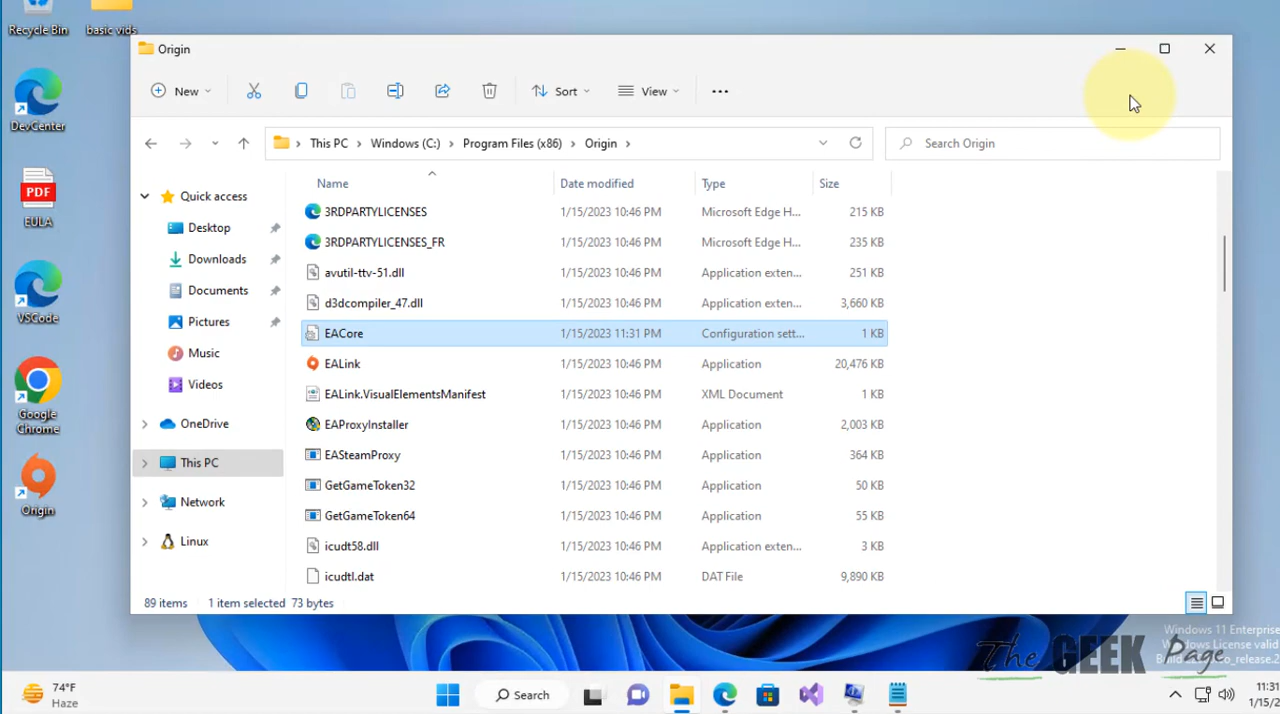 Recycle Bin
basic vids
DevCenter
PDF
EULA
VSCode
Google
Chrome
Origin
Origin
New
Sort
View
This PC
Windows (C:)
Program Files (x86)
Origin
Search Origin
Quick access
Desktop
Downloads
Documents
Pictures
Music
Videos
OneDrive
This PC
Network
Linux
Name Date modified Type Size
3RDPARTYLICENSES 1/15/2023 10:46 PM Microsoft Edge H... 215 KB
3RDPARTYLICENSES_FR 1/15/2023 10:46 PM Microsoft Edge H... 235 KB
avutil-ttv-51.dll 1/15/2023 10:46 PM Application exten... 251 KB
d3dcompiler_47.dll 1/15/2023 10:46 PM Application exten... 3,660 KB
EACore 1/15/2023 11:31 PM Configuration sett... 1 KB
EALink 1/15/2023 10:46 PM Application 20,476 KB
EALink.VisualElementsManifest 1/15/2023 10:46 PM XML Document 1 KB
EAProxyInstaller 1/15/2023 10:46 PM Application 2,003 KB
EASteamProxy 1/15/2023 10:46 PM Application 364 KB
GetGameToken32 1/15/2023 10:46 PM Application 50 KB
GetGameToken64 1/15/2023 10:46 PM Application 55 KB
icudt58.dll 1/15/2023 10:46 PM Application exten... 3 KB
icudtl.dat 1/15/2023 10:46 PM DAT File 9,890 KB
89 items 1 item selected 73 bytes
Windows 11 Enterprise
Windows License valid
The GEEK Page
74°F
Haze
Search
11:31
1/15/2